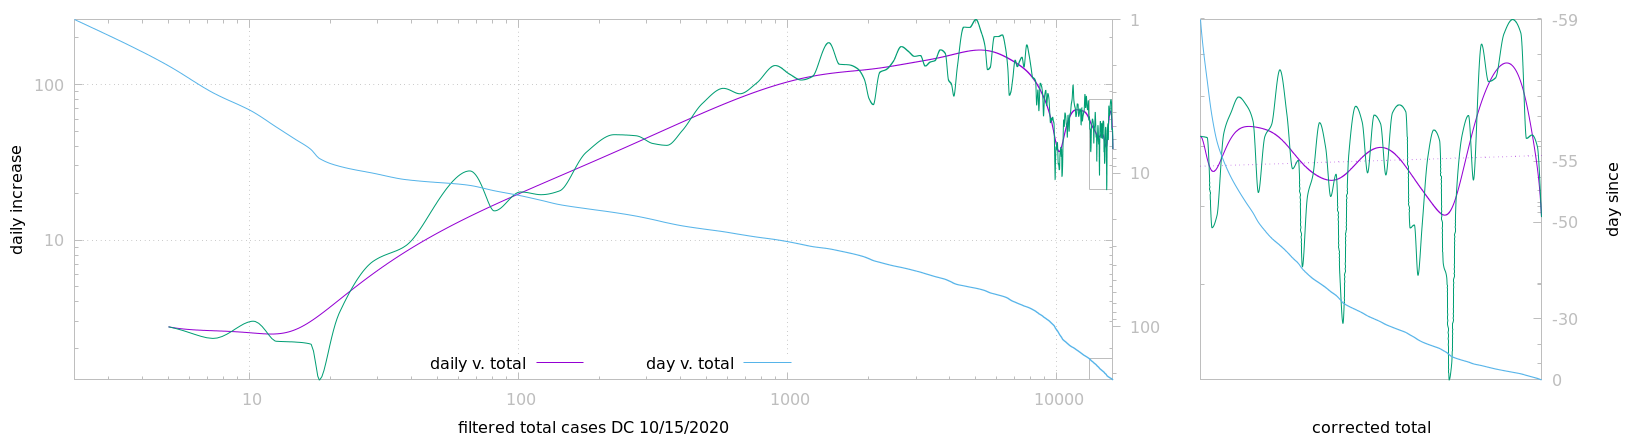 daily increase
100
10
1
10
100
daily v. total
day v. total
10
100
1000
10000
filtered total cases DC 10/15/2020
-59
-55
-50
-30
0
day since
corrected total